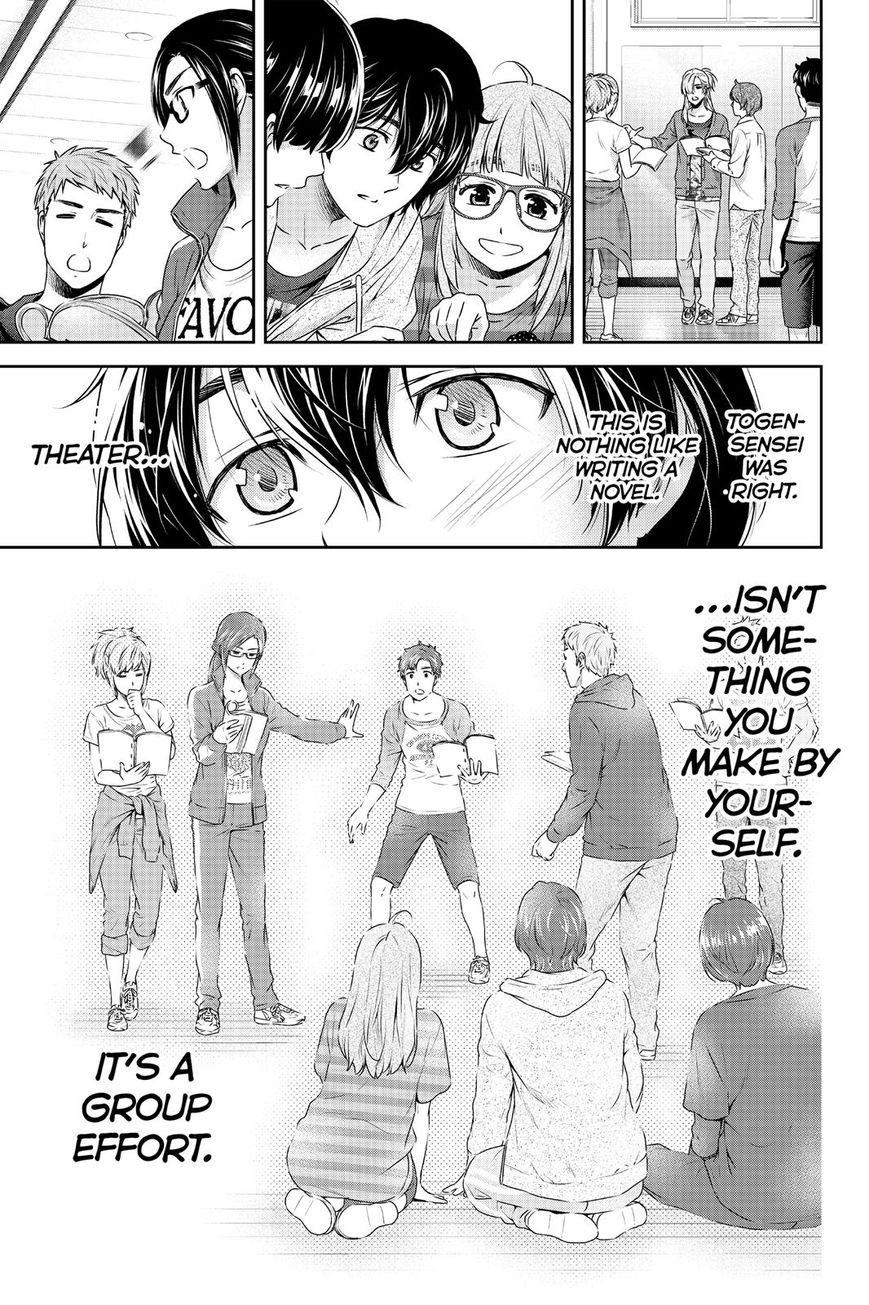 FAVO
TOGEN-
SENSEI
WAS
RIGHT.
THIS IS
NOTHING LIKE
WRITING A
NOVEL.
THEATER...
...ISN'T
SOME-
THING
YOU
MAKE BY
YOUR-
SELF.
IT'S A
GROUP
EFFORT.